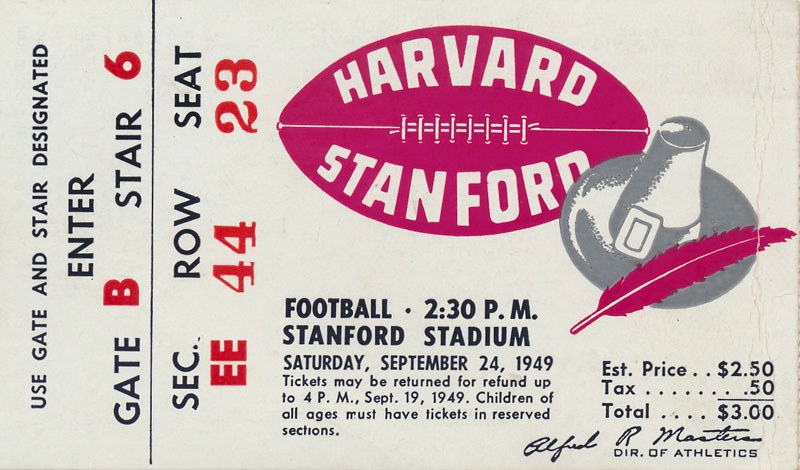 USE GATE AND STAIR DESIGNATED
ENTER
GATE B STAIR 6
SEC. EE ROW 44 SEAT 23
HARVARD
STANFORD
FOOTBALL · 2:30 P. M.
STANFORD STADIUM
SATURDAY, SEPTEMBER 24, 1949
Tickets may be returned for refund up
to 4 P. M., Sept. 19, 1949. Children of
all ages must have tickets in reserved
sections.
Est. Price . . $2.50
Tax . . . . . . . . .50
Total . . . . $3.00
Alfred R Masters
DIR. OF ATHLETICS